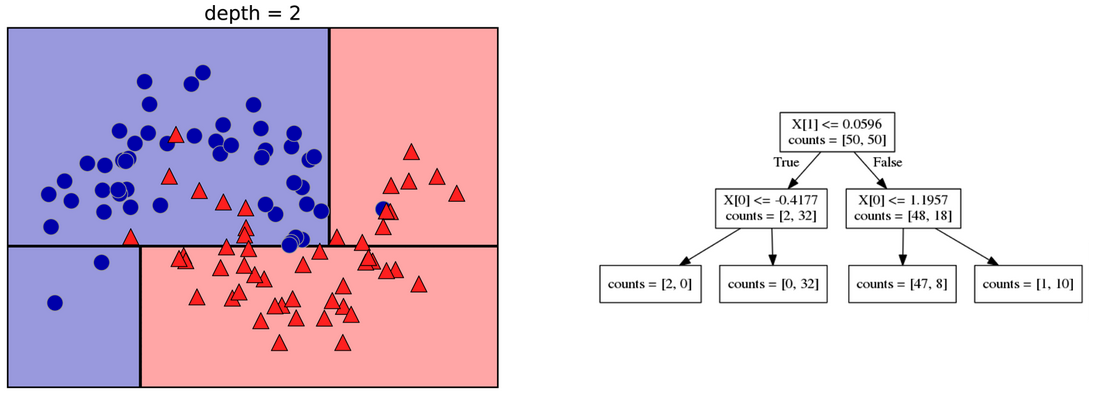 depth = 2
X[1] <= 0.0596
counts = [50, 50]
True
False
X[0] <= -0.4177
counts = [2, 32]
X[0] <= 1.1957
counts = [48, 18]
counts = [2, 0]
counts = [0, 32]
counts = [47, 8]
counts = [1, 10]